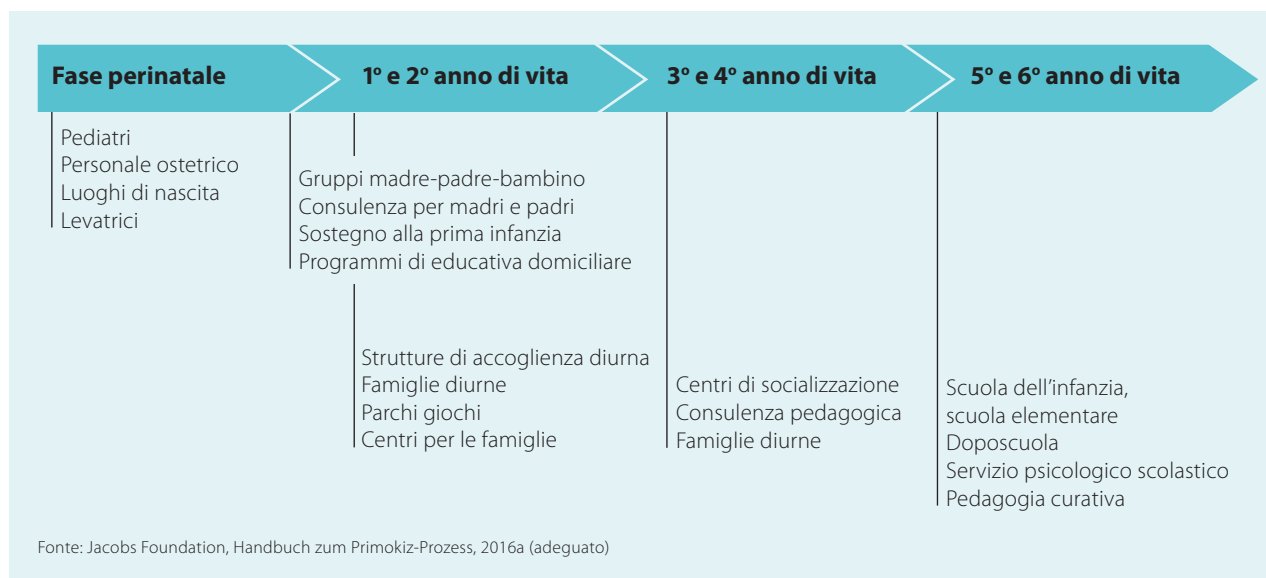 Fase perinatale
1º e 2º anno di vita
3º e 4º anno di vita
5º e 6º anno di vita
Pediatri
Personale ostetrico
Luoghi di nascita
Levatrici
Gruppi madre-padre-bambino
Consulenza per madri e padri
Sostegno alla prima infanzia
Programmi di educativa domiciliare
Strutture di accoglienza diurna
Famiglie diurne
Parchi giochi
Centri per le famiglie
Centri di socializzazione
Consulenza pedagogica
Famiglie diurne
Scuola dell’infanzia,
scuola elementare
Doposcuola
Servizio psicologico scolastico
Pedagogia curativa
Fonte: Jacobs Foundation, Handbuch zum Primokiz-Prozess, 2016a (adeguato)